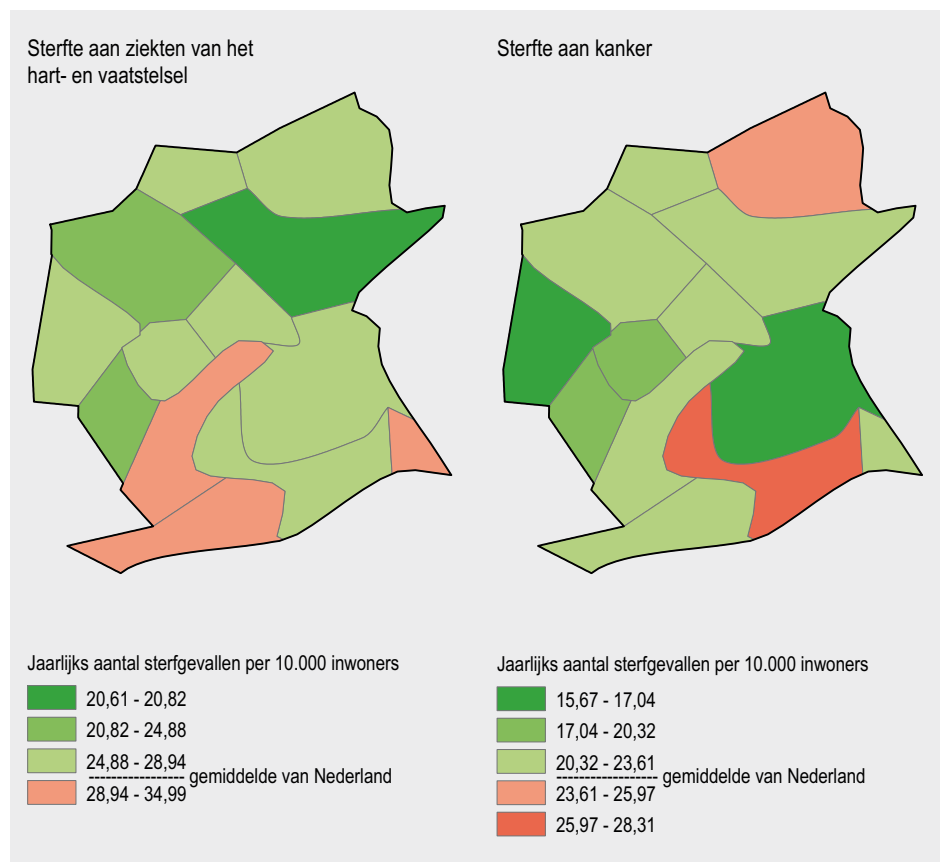 Sterfte aan ziekten van het
hart- en vaatstelsel
Sterfte aan kanker
Jaarlijks aantal sterfgevallen per 10.000 inwoners
20,61 - 20,82
20,82 - 24,88
24,88 - 28,94
---------------- gemiddelde van Nederland
28,94 - 34,99
Jaarlijks aantal sterfgevallen per 10.000 inwoners
15,67 - 17,04
17,04 - 20,32
20,32 - 23,61
----------------- gemiddelde van Nederland
23,61 - 25,97
25,97 - 28,31